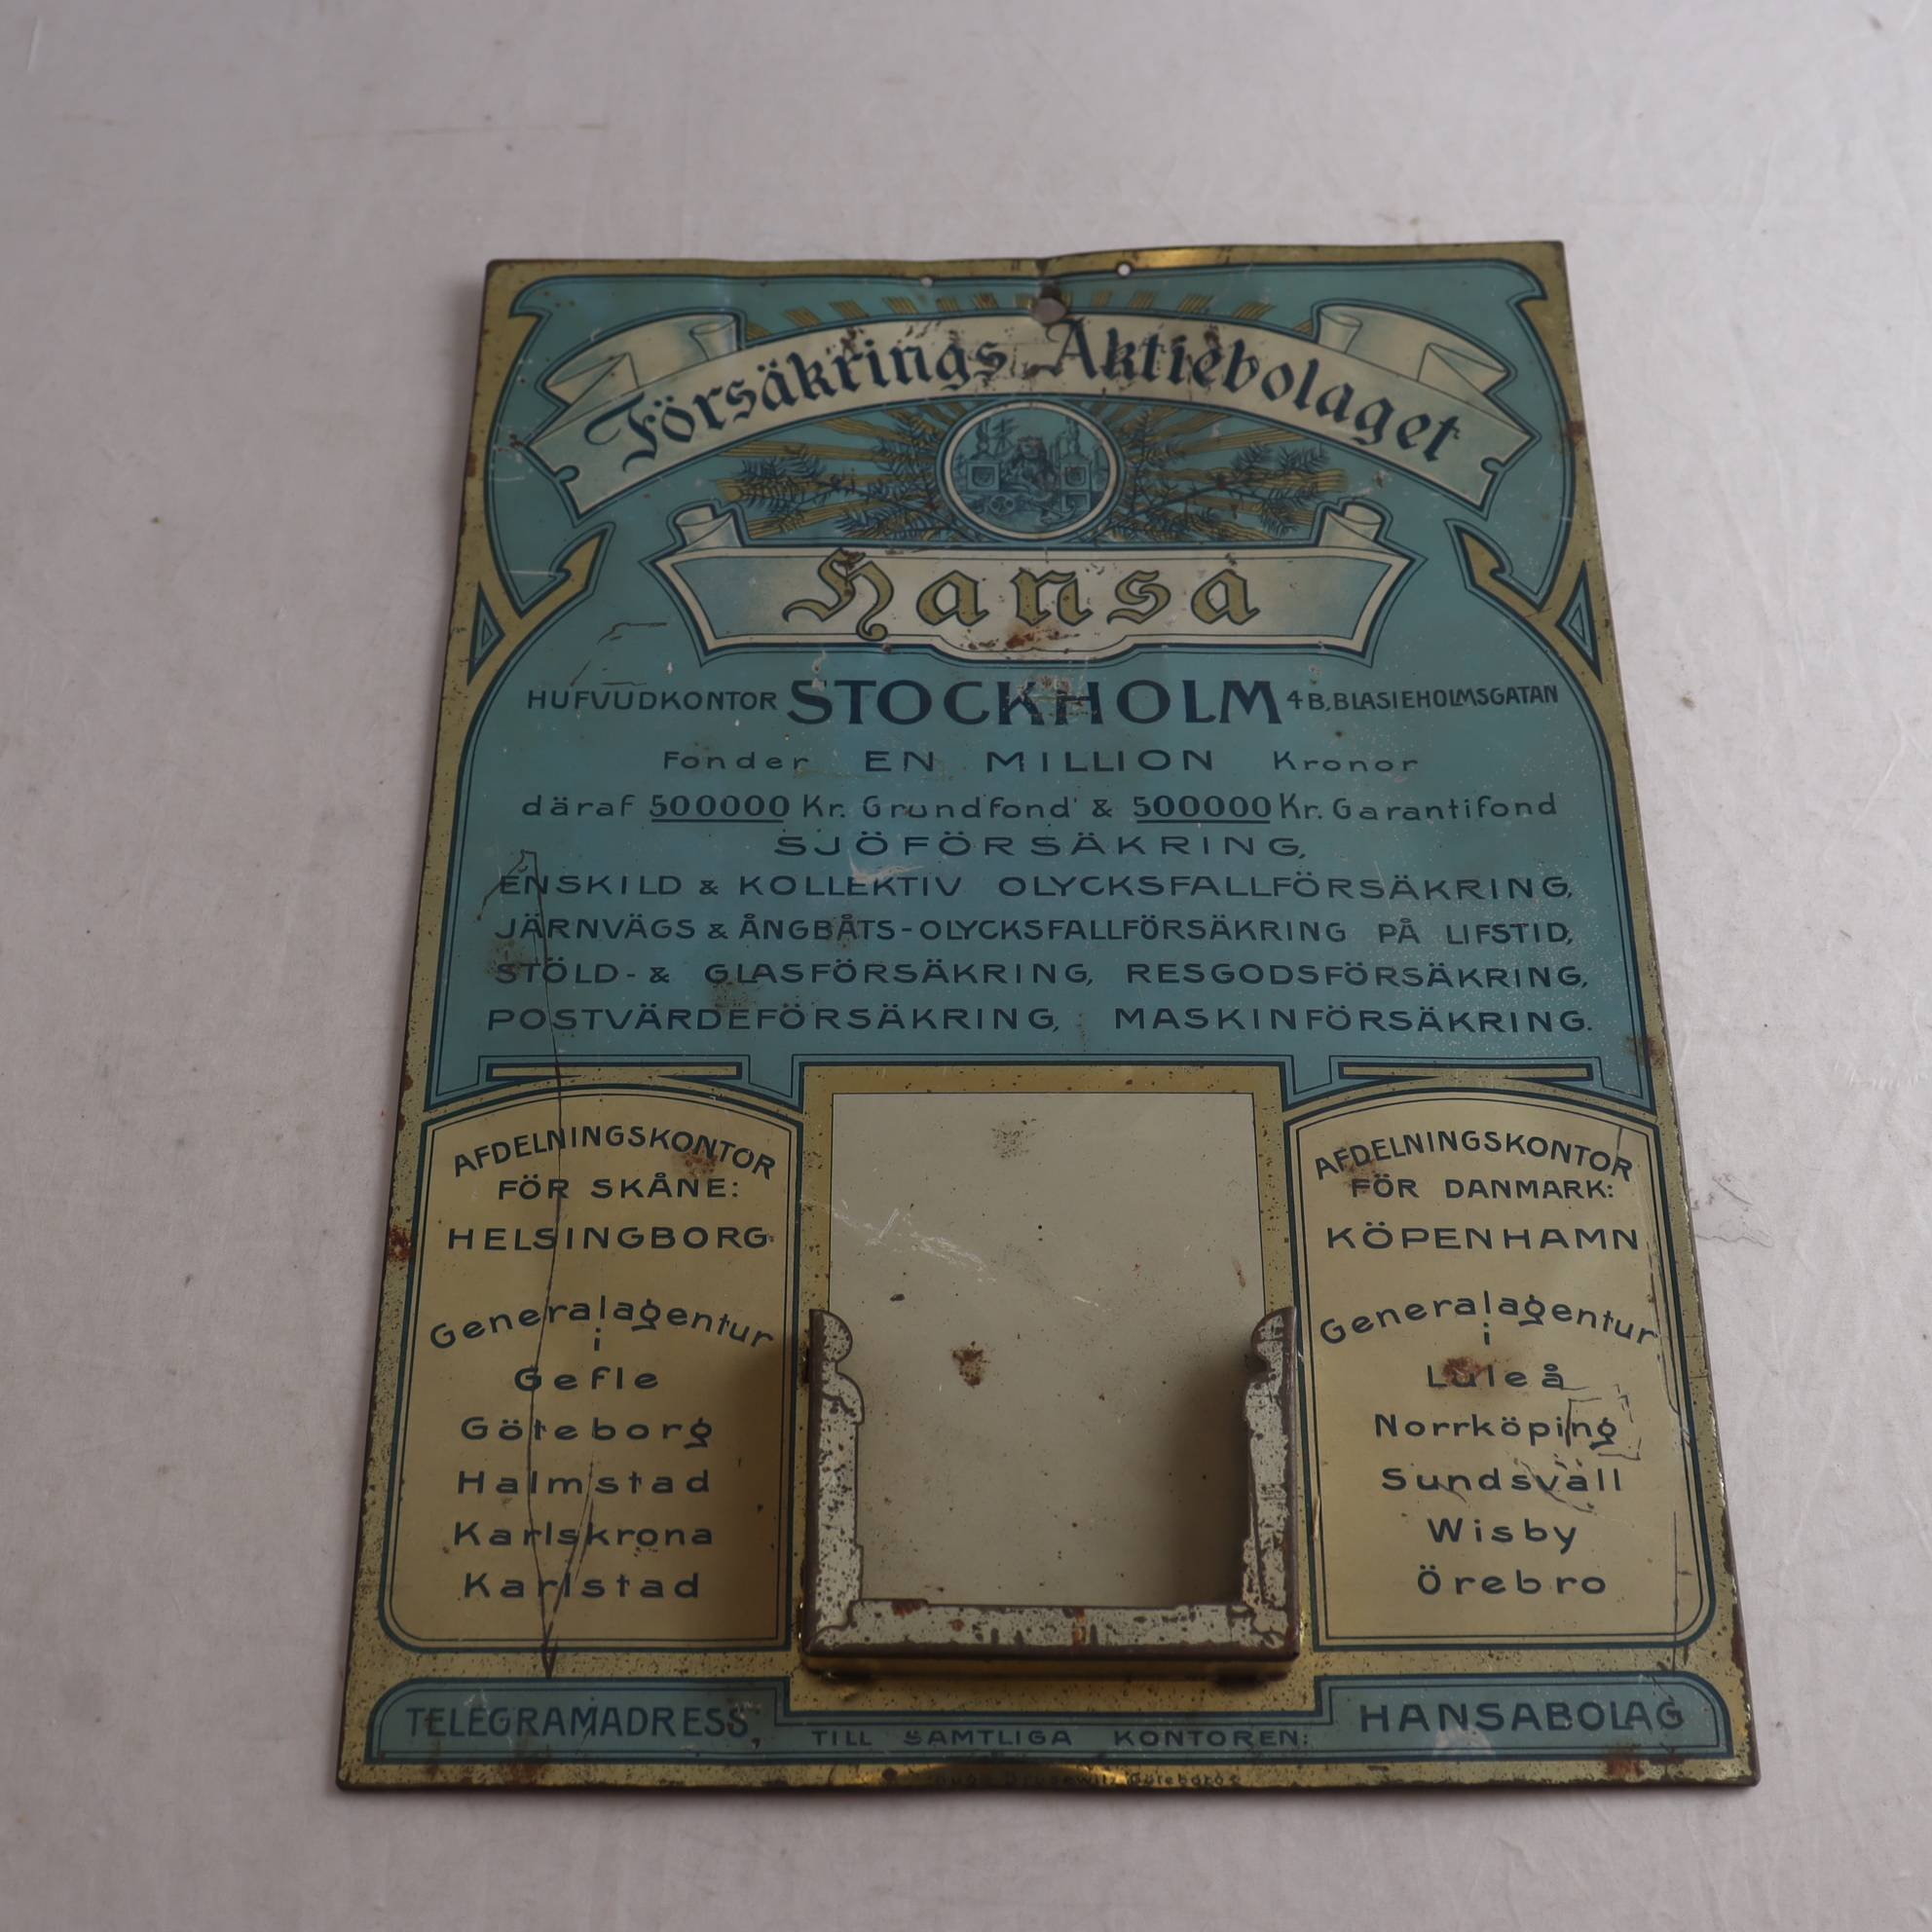 Försäkrings Aktiebolaget
Hansa
HUFVUDKONTOR STOCKHOLM 4 B, BLASIEHOLMSGATAN
Fonder EN MILLION Kronor
däraf 500000 Kr. Grundfond & 500000 Kr. Garantifond
SJÖFÖRSÄKRING,
ENSKILD & KOLLEKTIV OLYCKSFALLFÖRSÄKRING,
JÄRNVÄGS & ÅNGBÅTS-OLYCKSFALLFÖRSÄKRING PÅ LIFSTID,
STÖLD- & GLASFÖRSÄKRING, RESGODSFÖRSÄKRING,
POSTVÄRDEFÖRSÄKRING, MASKINFÖRSÄKRING.
AFDELNINGSKONTOR
FÖR SKÅNE:
HELSINGBORG
Generalagentur
i
Gefle
Göteborg
Halmstad
Karlskrona
Karlstad
AFDELNINGSKONTOR
FÖR DANMARK:
KÖPENHAMN
Generalagentur
i
Luleå
Norrköping
Sundsvall
Wisby
Örebro
TELEGRAMADRESS, TILL SAMTLIGA KONTOREN: HANSABOLAG
Göteborg